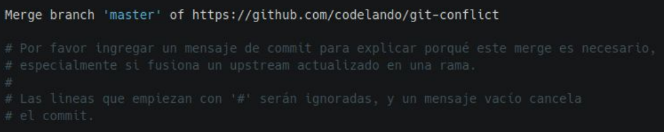 Merge branch 'master' of https://github.com/codelando/git-conflict
# Por favor ingregar un mensaje de commit para explicar porqué este merge es necesario,
# especialmente si fusiona un upstream actualizado en una rama.
#
# Las lineas que empiezan con '#' serán ignoradas, y un mensaje vacío cancela
# el commit.